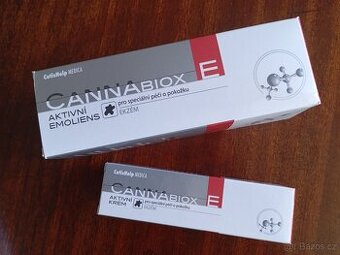 CutisHelp MEDICA
CANNABIOX E
AKTIVNÍ
EMOLIENS
pro speciální péči o pokožku
EKZÉM
CutisHelp MEDICA
CANNABIOX E
AKTIVNÍ
KRÉM
pro speciální péči o pokožku
EKZÉM
Bazos.cz